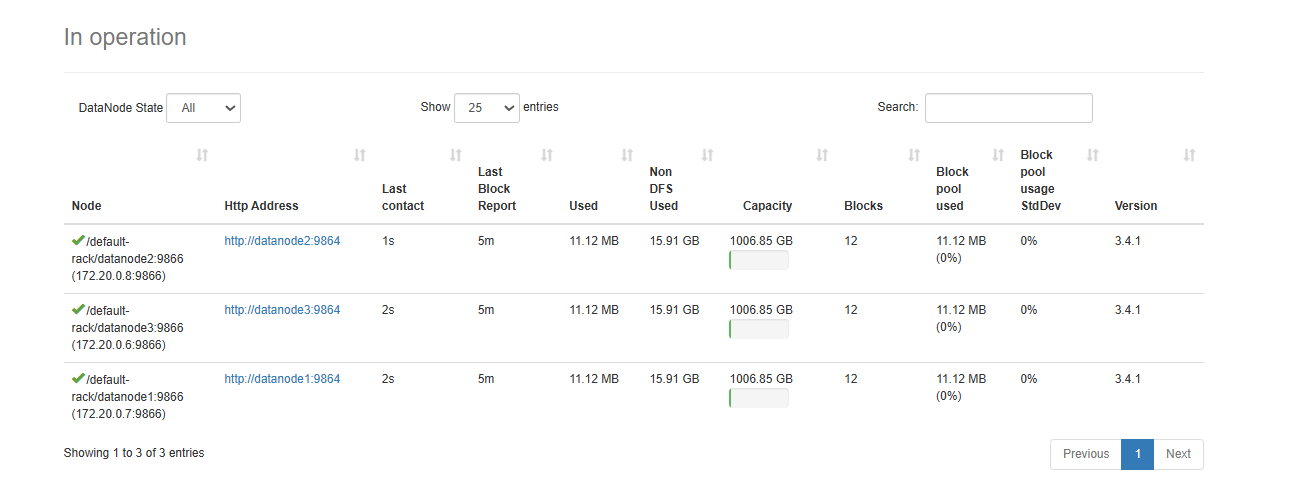 In operation
DataNode State All Show 25 entries Search:
Node Http Address Last contact Last Block Report Used Non DFS Used Capacity Blocks Block pool used Block pool usage StdDev Version
/default-
rack/datanode2:9866
(172.20.0.8:9866) http://datanode2:9864 1s 5m 11.12 MB 15.91 GB 1006.85 GB 12 11.12 MB (0%) 0% 3.4.1
/default-
rack/datanode3:9866
(172.20.0.6:9866) http://datanode3:9864 2s 5m 11.12 MB 15.91 GB 1006.85 GB 12 11.12 MB (0%) 0% 3.4.1
/default-
rack/datanode1:9866
(172.20.0.7:9866) http://datanode1:9864 2s 5m 11.12 MB 15.91 GB 1006.85 GB 12 11.12 MB (0%) 0% 3.4.1
Showing 1 to 3 of 3 entries Previous 1 Next